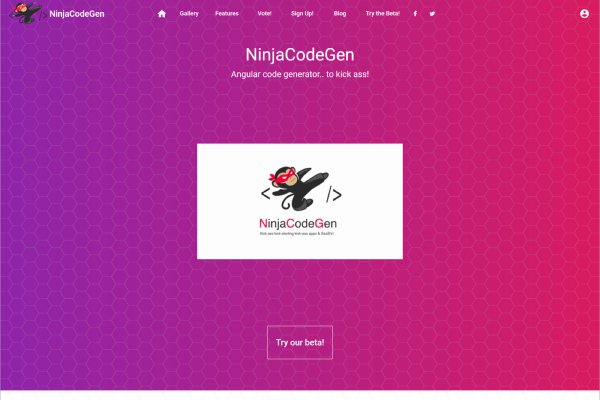 NinjaCodeGen
Gallery
Features
Vote!
Sign Up!
Blog
Try the Beta!
NinjaCodeGen
Angular code generator.. to kick ass!
< />
NinjaCodeGen
Try our beta!